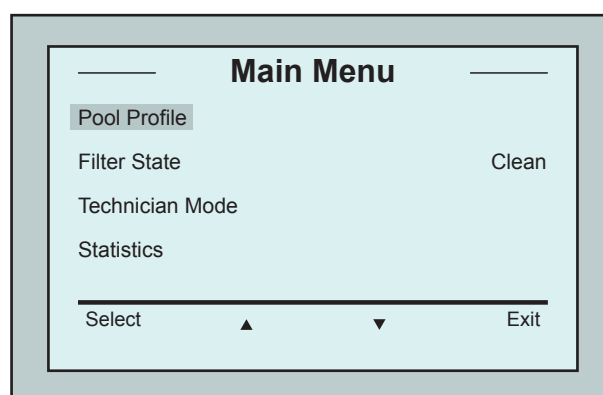 Main Menu
Pool Profile
Filter State Clean
Technician Mode
Statistics
Select ▲ ▼ Exit